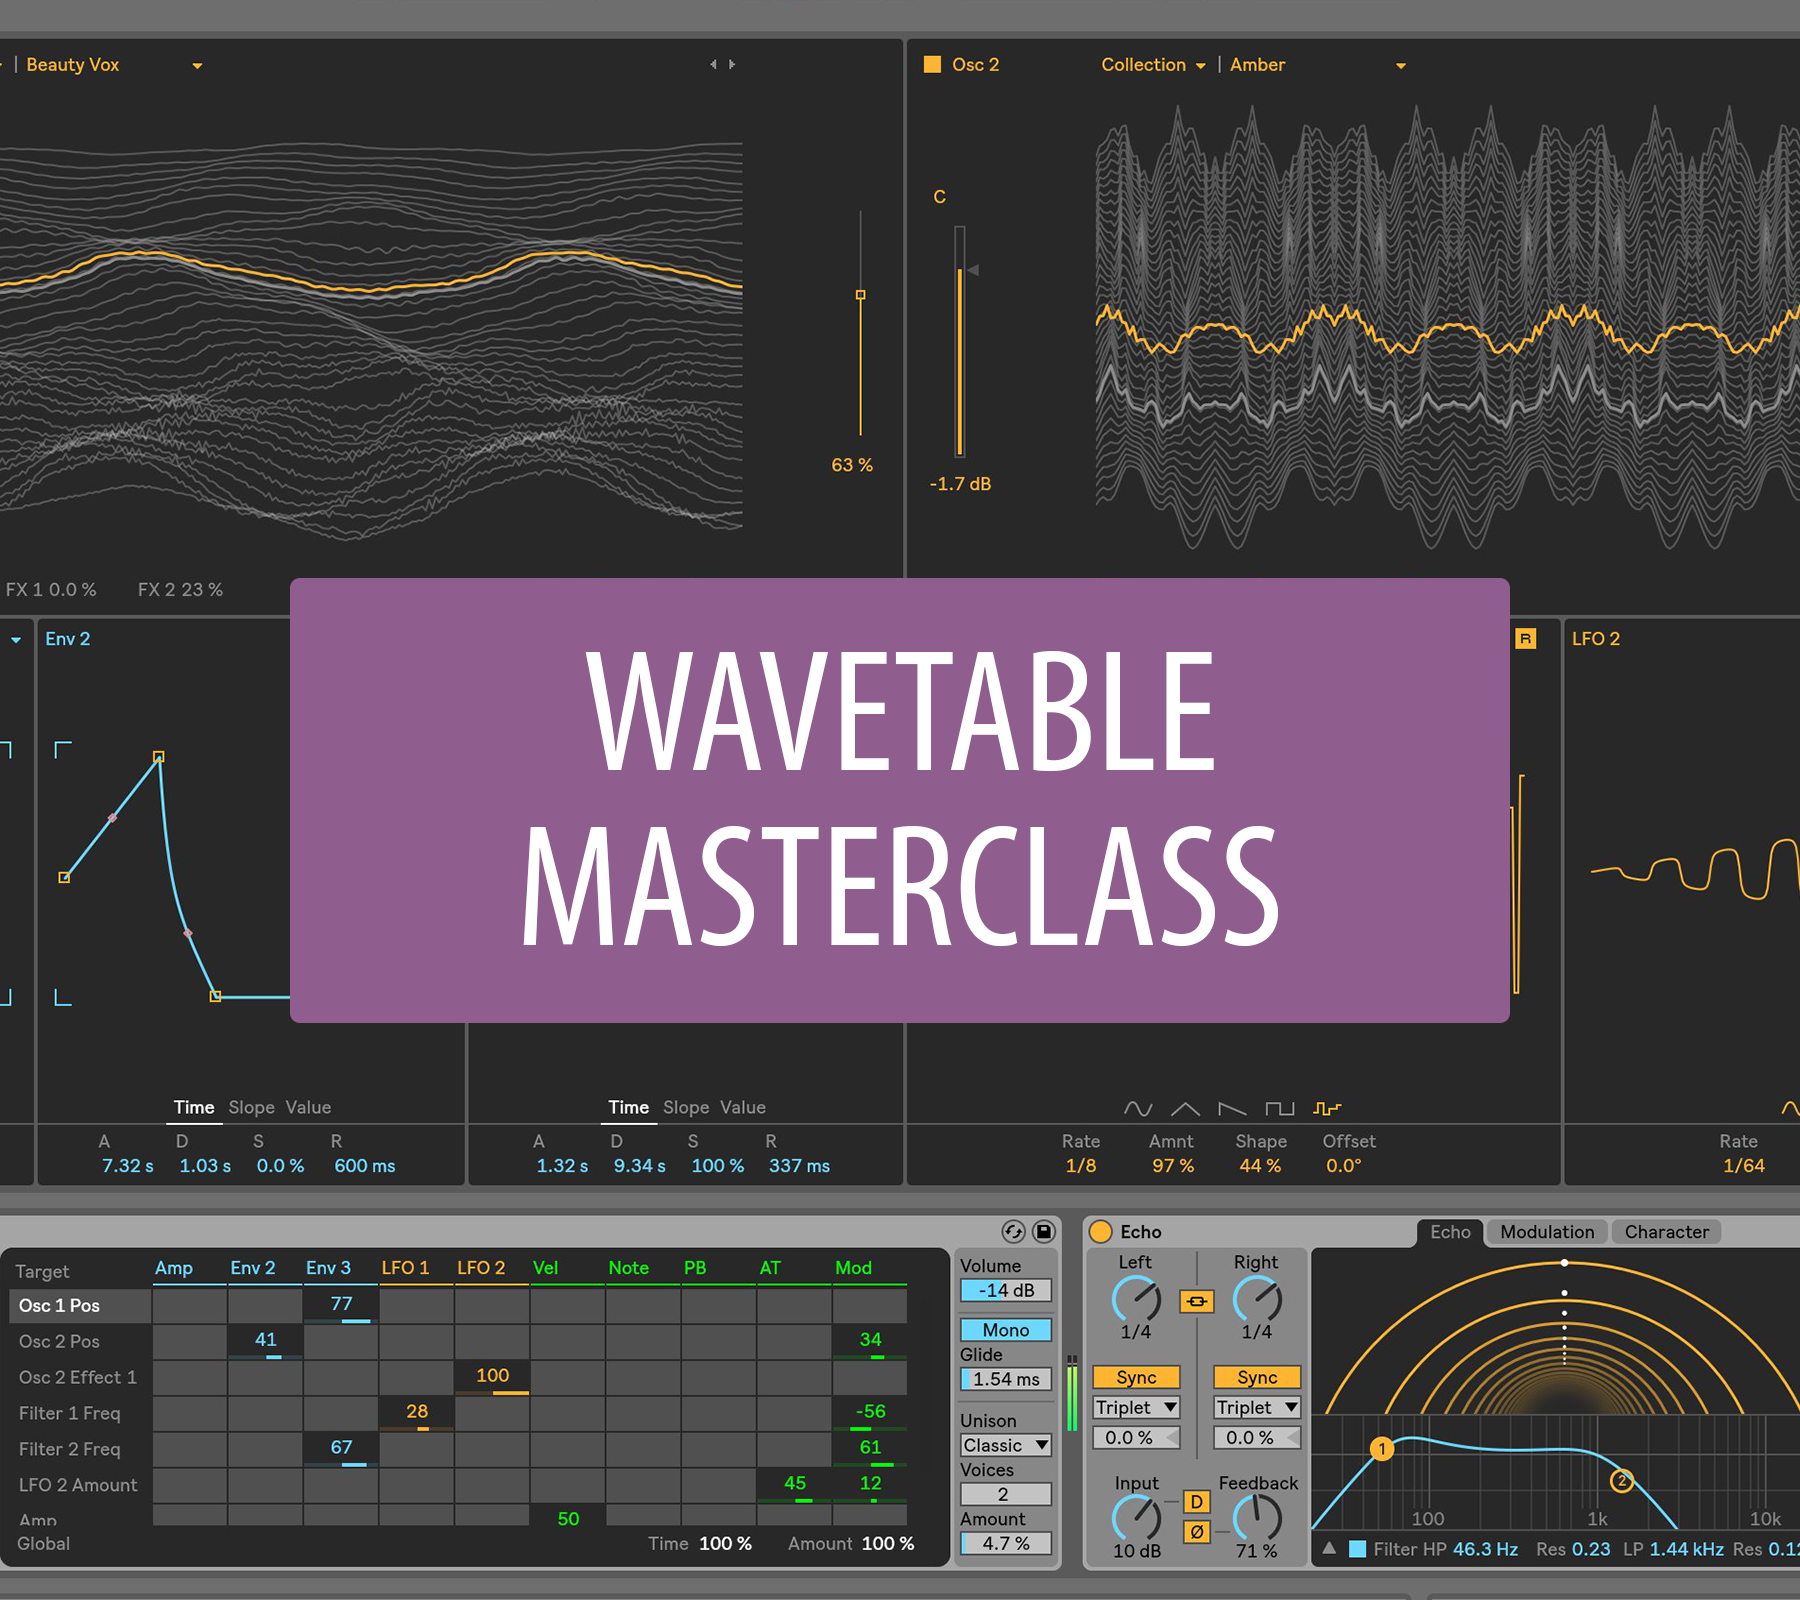 | Beauty Vox
Osc 2 Collection | Amber
C
63 %
-1.7 dB
FX 1 0.0 % FX 2 23 %
Env 2
R LFO 2
WAVETABLE
MASTERCLASS
Time Slope Value
Time Slope Value
A D S R
7.32 s 1.03 s 0.0 % 600 ms
A D S R
1.32 s 9.34 s 100 % 337 ms
Rate Amnt Shape Offset
1/8 97 % 44 % 0.0°
Rate
1/64
Target Amp Env 2 Env 3 LFO 1 LFO 2 Vel Note PB AT Mod
Osc 1 Pos 77
Osc 2 Pos 41 34
Osc 2 Effect 1 100
Filter 1 Freq 28 -56
Filter 2 Freq 67 61
LFO 2 Amount 45 12
Amp 50
Global Time 100 % Amount 100 %
Volume
-14 dB
Mono
Glide
1.54 ms
Unison
Classic
Voices
2
Amount
4.7 %
Echo
Echo Modulation Character
Left Right
1/4 1/4
Sync Sync
Triplet Triplet
0.0 % 0.0 %
Input Feedback
D
Ø
10 dB 71 %
1
2
100 1k 10k
Filter HP 46.3 Hz Res 0.23 LP 1.44 kHz Res